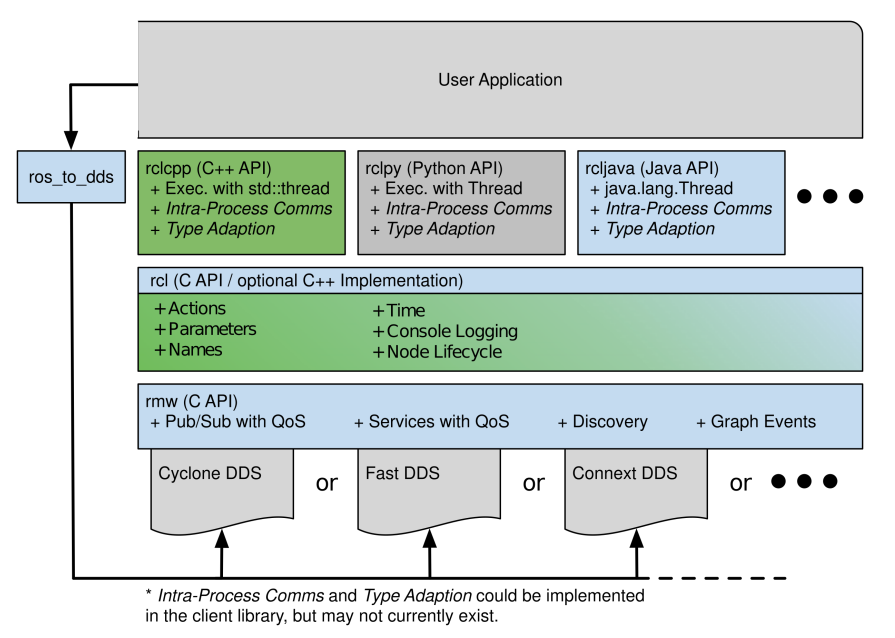 User Application
ros_to_dds
rclcpp (C++ API)
+ Exec. with std::thread
+ Intra-Process Comms
+ Type Adaption
rclpy (Python API)
+ Exec. with Thread
+ Intra-Process Comms
+ Type Adaption
rcljava (Java API)
+ java.lang.Thread
+ Intra-Process Comms
+ Type Adaption
rcl (C API / optional C++ Implementation)
+ Actions
+ Parameters
+ Names
+ Time
+ Console Logging
+ Node Lifecycle
rmw (C API)
+ Pub/Sub with QoS + Services with QoS + Discovery + Graph Events
Cyclone DDS or Fast DDS or Connext DDS or
* Intra-Process Comms and Type Adaption could be implemented
in the client library, but may not currently exist.